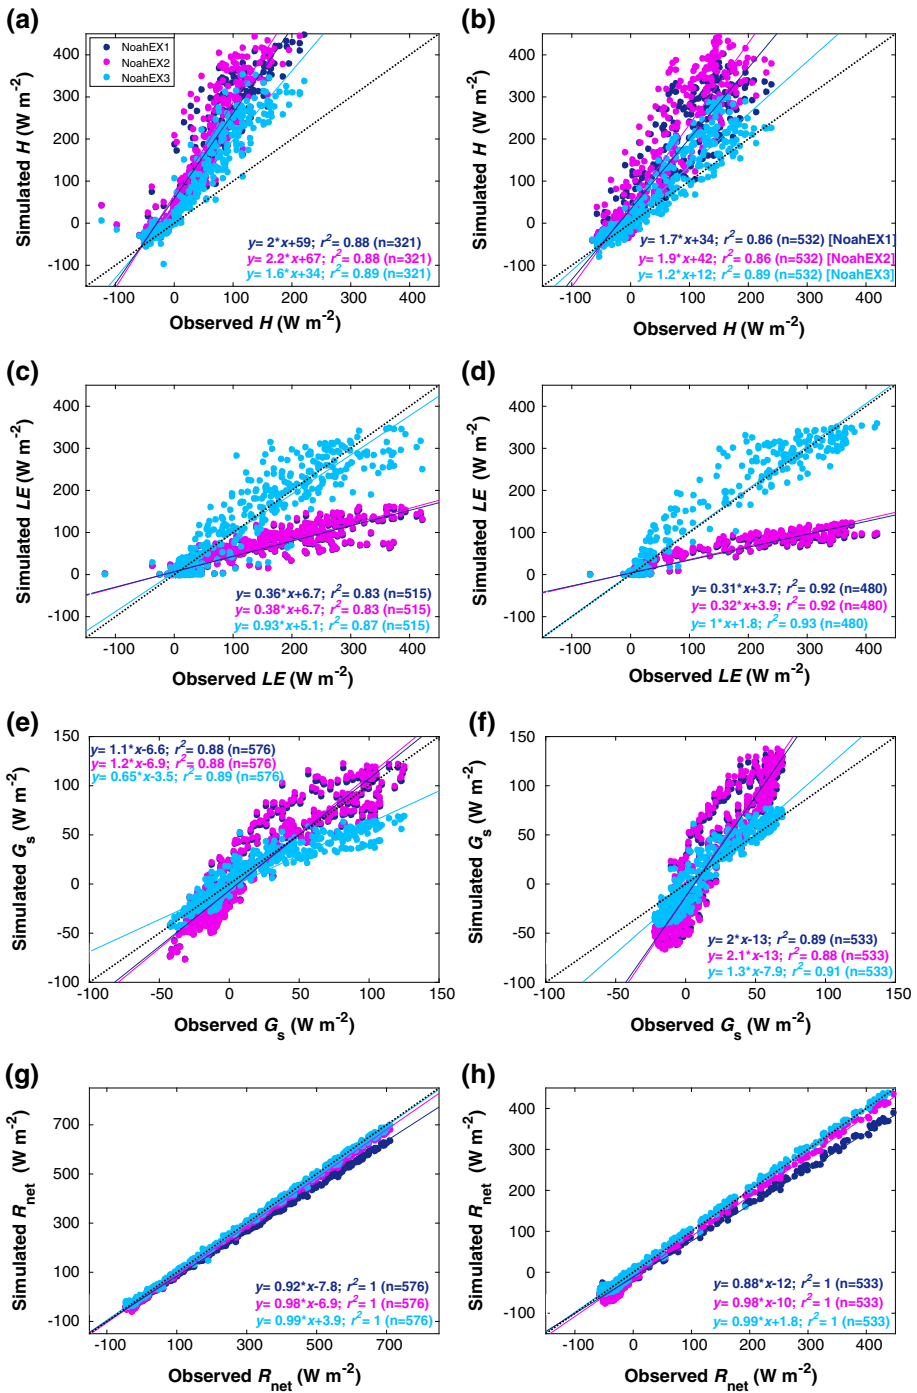 (a)
Simulated H (W m-2)
400
300
200
100
0
-100
NoahEX1
NoahEX2
NoahEX3
y= 2*x+59; r2= 0.88 (n=321)
y= 2.2*x+67; r2= 0.88 (n=321)
y= 1.6*x+34; r2= 0.89 (n=321)
-100 0 100 200 300 400
Observed H (W m-2)
(b)
Simulated H (W m-2)
400
300
200
100
0
-100
y= 1.7*x+34; r2= 0.86 (n=532) [NoahEX1]
y= 1.9*x+42; r2= 0.86 (n=532) [NoahEX2]
y= 1.2*x+12; r2= 0.89 (n=532) [NoahEX3]
-100 0 100 200 300 400
Observed H (W m-2)
(c)
Simulated LE (W m-2)
400
300
200
100
0
-100
y= 0.36*x+6.7; r2= 0.83 (n=515)
y= 0.38*x+6.7; r2= 0.83 (n=515)
y= 0.93*x+5.1; r2= 0.87 (n=515)
-100 0 100 200 300 400
Observed LE (W m-2)
(d)
Simulated LE (W m-2)
400
300
200
100
0
-100
y= 0.31*x+3.7; r2= 0.92 (n=480)
y= 0.32*x+3.9; r2= 0.92 (n=480)
y= 1*x+1.8; r2= 0.93 (n=480)
-100 0 100 200 300 400
Observed LE (W m-2)
(e)
Simulated Gs (W m-2)
150
100
50
0
-50
-100
y= 1.1*x-6.6; r2= 0.88 (n=576)
y= 1.2*x-6.9; r2= 0.88 (n=576)
y= 0.65*x-3.5; r2= 0.89 (n=576)
-100 -50 0 50 100 150
Observed Gs (W m-2)
(f)
Simulated Gs (W m-2)
150
100
50
0
-50
-100
y= 2*x-13; r2= 0.89 (n=533)
y= 2.1*x-13; r2= 0.88 (n=533)
y= 1.3*x-7.9; r2= 0.91 (n=533)
-100 -50 0 50 100 150
Observed Gs (W m-2)
(g)
Simulated Rnet (W m-2)
700
500
300
100
-100
y= 0.92*x-7.8; r2= 1 (n=576)
y= 0.98*x-6.9; r2= 1 (n=576)
y= 0.99*x+3.9; r2= 1 (n=576)
-100 100 300 500 700
Observed Rnet (W m-2)
(h)
Simulated Rnet (W m-2)
400
300
200
100
0
-100
y= 0.88*x-12; r2= 1 (n=533)
y= 0.98*x-10; r2= 1 (n=533)
y= 0.99*x+1.8; r2= 1 (n=533)
-100 0 100 200 300 400
Observed Rnet (W m-2)